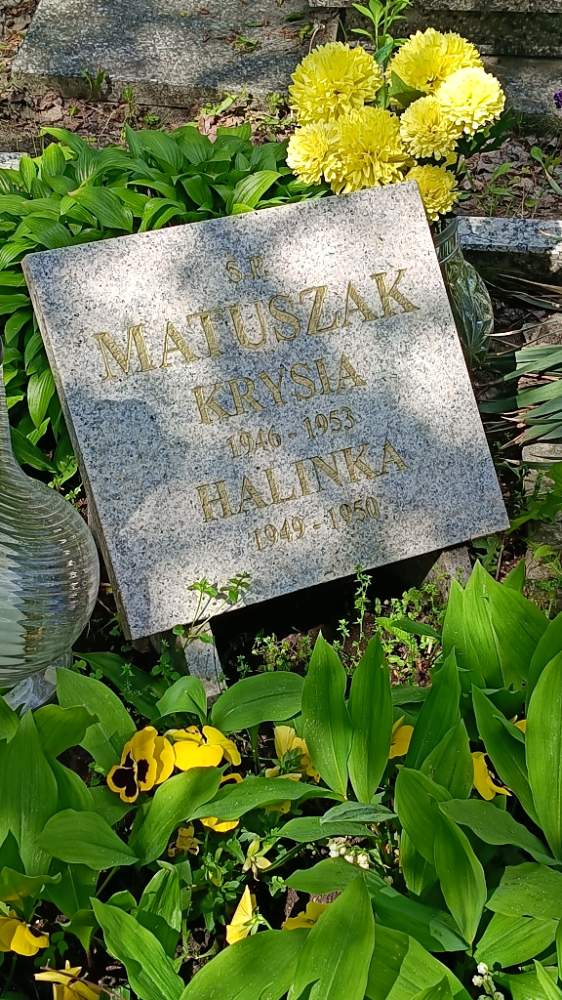 Ś.P.
MATUSZAK
KRYSIA
1946 - 1953
HALINKA
1949 - 1950